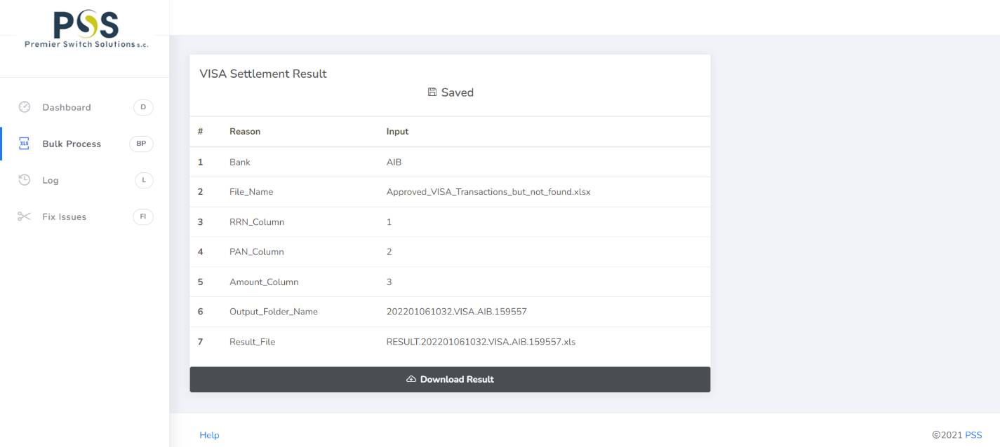 PSS
Premier Switch Solutions s.c.
Dashboard D
XLS Bulk Process BP
Log L
Fix Issues FI
VISA Settlement Result
Saved
# Reason Input
1 Bank AIB
2 File_Name Approved_VISA_Transactions_but_not_found.xlsx
3 RRN_Column 1
4 PAN_Column 2
5 Amount_Column 3
6 Output_Folder_Name 202201061032.VISA.AIB.159557
7 Result_File RESULT.202201061032.VISA.AIB.159557.xls
Download Result
Help ©2021 PSS